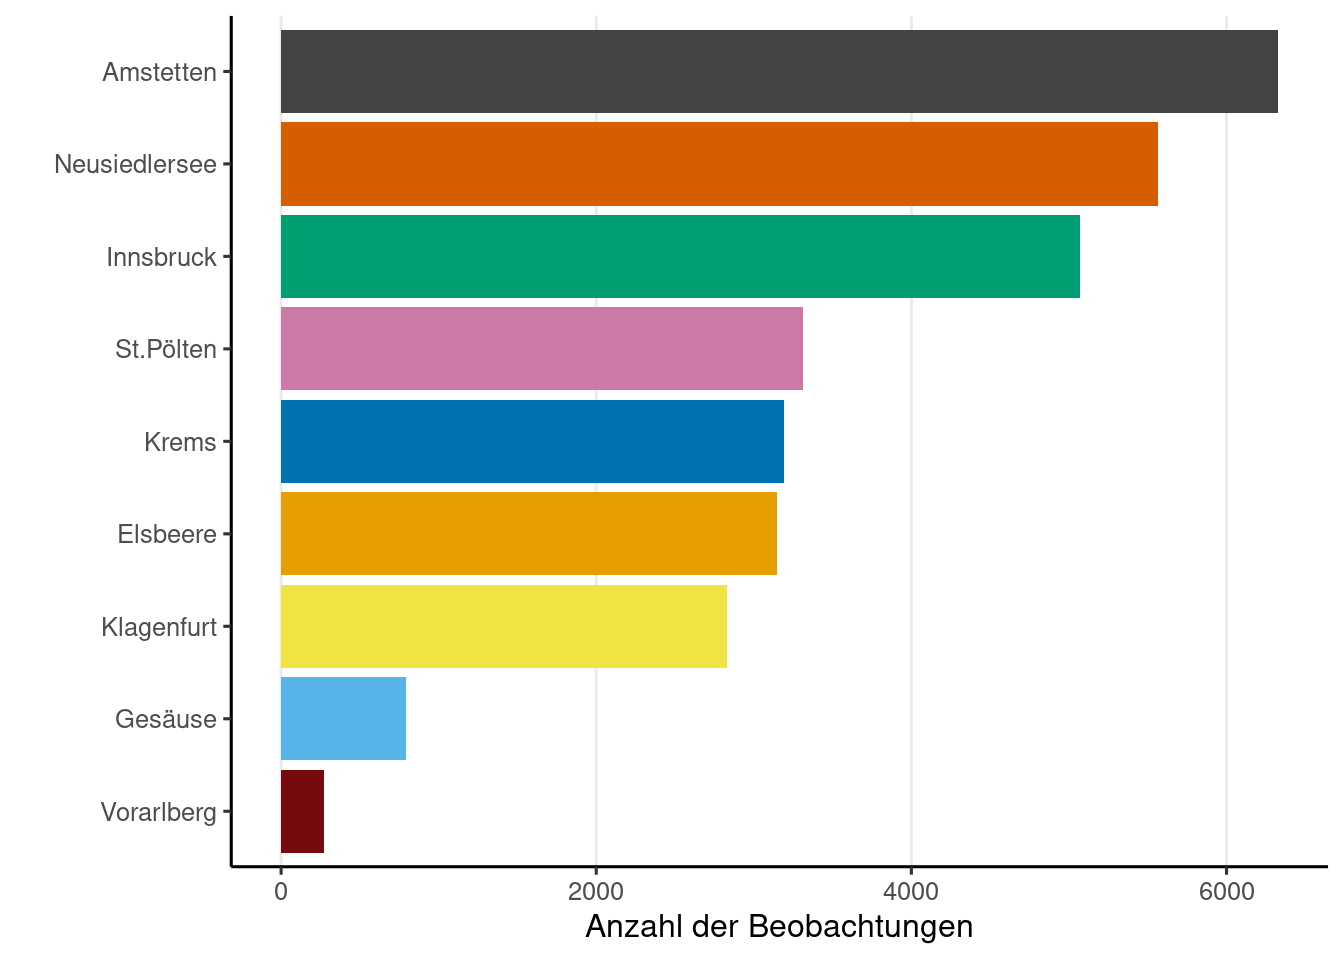 Amstetten
Neusiedlersee
Innsbruck
St.Pölten
Krems
Elsbeere
Klagenfurt
Gesäuse
Vorarlberg
0 2000 4000 6000
Anzahl der Beobachtungen